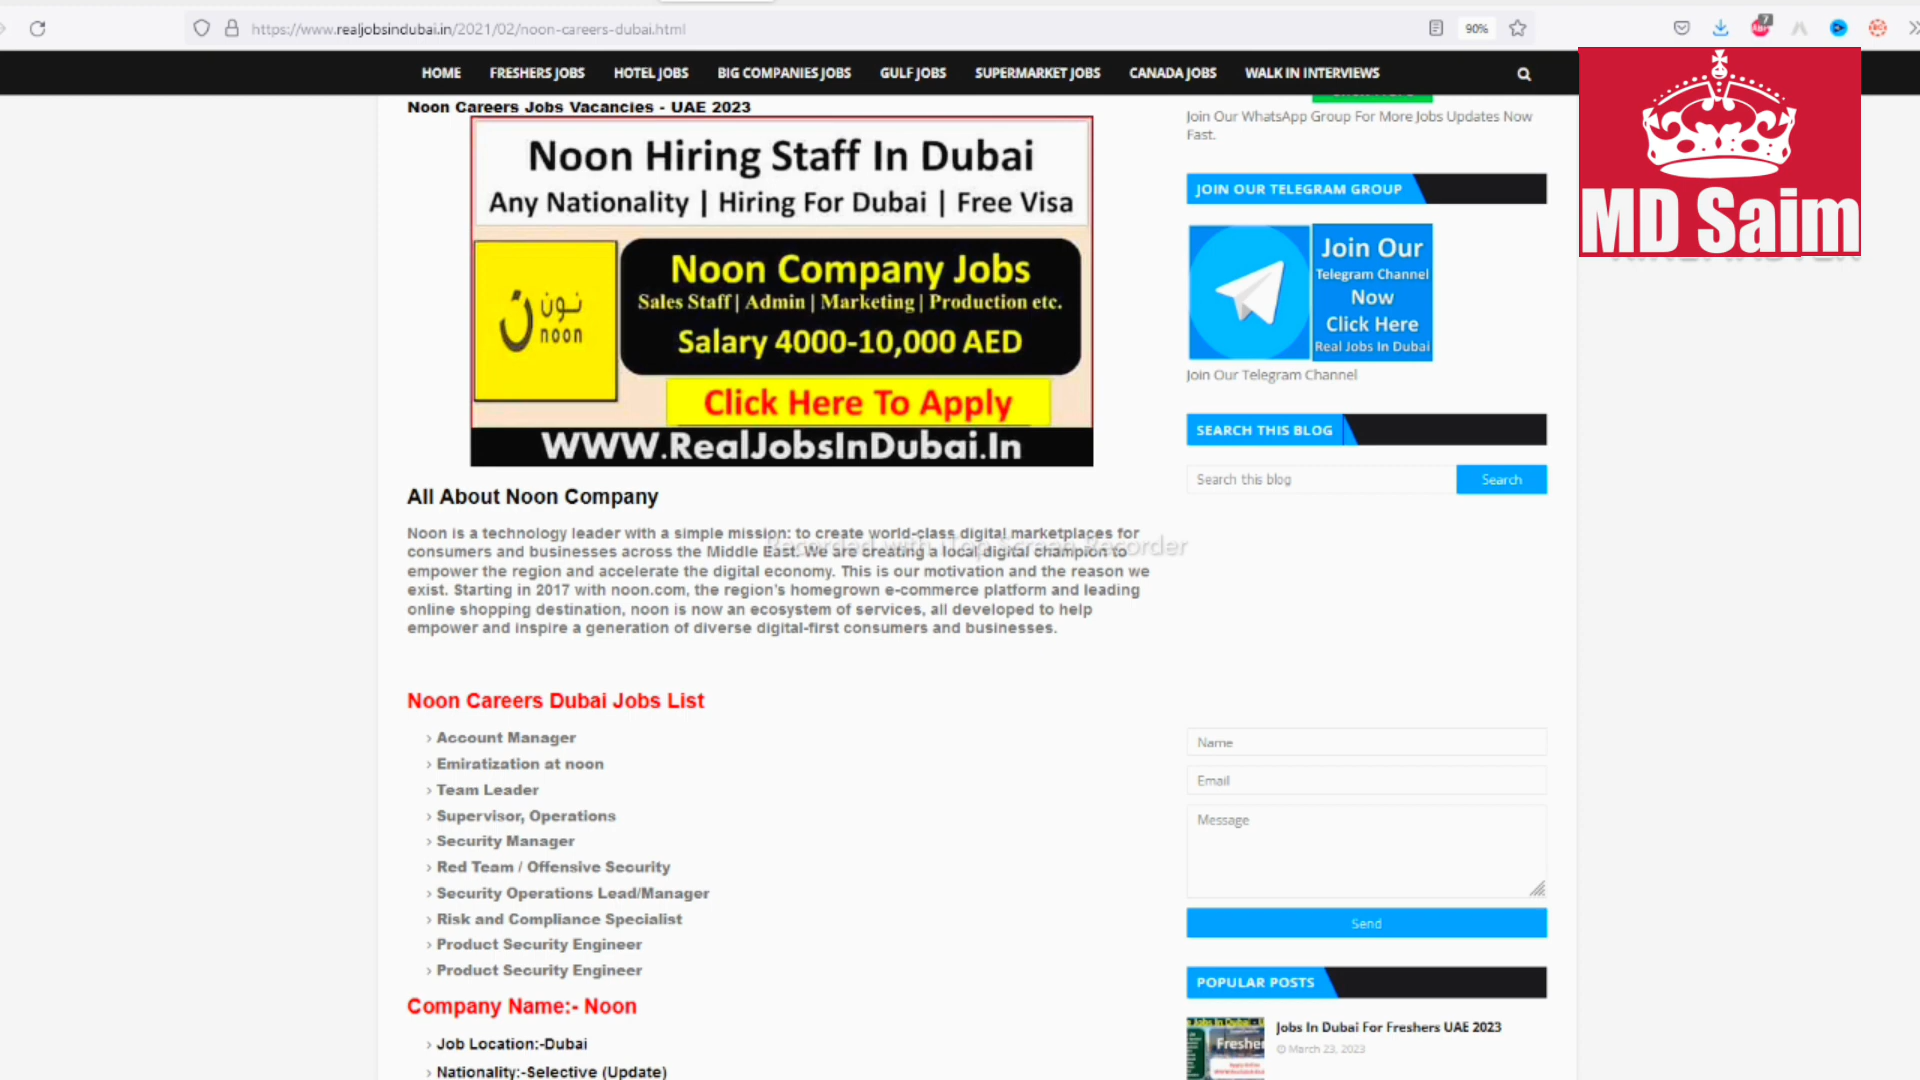 https://www.realjobsindubai.in/2021/02/noon-careers-dubai.html
90%
7
HOME FRESHERS JOBS HOTEL JOBS BIG COMPANIES JOBS GULF JOBS SUPERMARKET JOBS CANADA JOBS WALK IN INTERVIEWS
MD Saim
Noon Careers Jobs Vacancies - UAE 2023
Noon Hiring Staff In Dubai
Any Nationality | Hiring For Dubai | Free Visa
نون
noon
Noon Company Jobs
Sales Staff | Admin | Marketing | Production etc.
Salary 4000-10,000 AED
Click Here To Apply
WWW.RealJobsInDubai.In
All About Noon Company
Noon is a technology leader with a simple mission: to create world-class digital marketplaces for
consumers and businesses across the Middle East. We are creating a local digital champion to
empower the region and accelerate the digital economy. This is our motivation and the reason we
exist. Starting in 2017 with noon.com, the region's homegrown e-commerce platform and leading
online shopping destination, noon is now an ecosystem of services, all developed to help
empower and inspire a generation of diverse digital-first consumers and businesses.
Recorded with iTop Screen Recorder
Noon Careers Dubai Jobs List
› Account Manager
› Emiratization at noon
› Team Leader
› Supervisor, Operations
› Security Manager
› Red Team / Offensive Security
› Security Operations Lead/Manager
› Risk and Compliance Specialist
› Product Security Engineer
› Product Security Engineer
Company Name:- Noon
› Job Location:-Dubai
› Nationality:-Selective (Update)
Join Our WhatsApp Group For More Jobs Updates Now
Fast.
JOIN OUR TELEGRAM GROUP
Join Our
Telegram Channel
Now
Click Here
Real Jobs In Dubai
Join Our Telegram Channel
SEARCH THIS BLOG
Search this blog
Search
Name
Email
Message
Send
POPULAR POSTS
Jobs In Dubai For Freshers UAE 2023
March 23, 2023